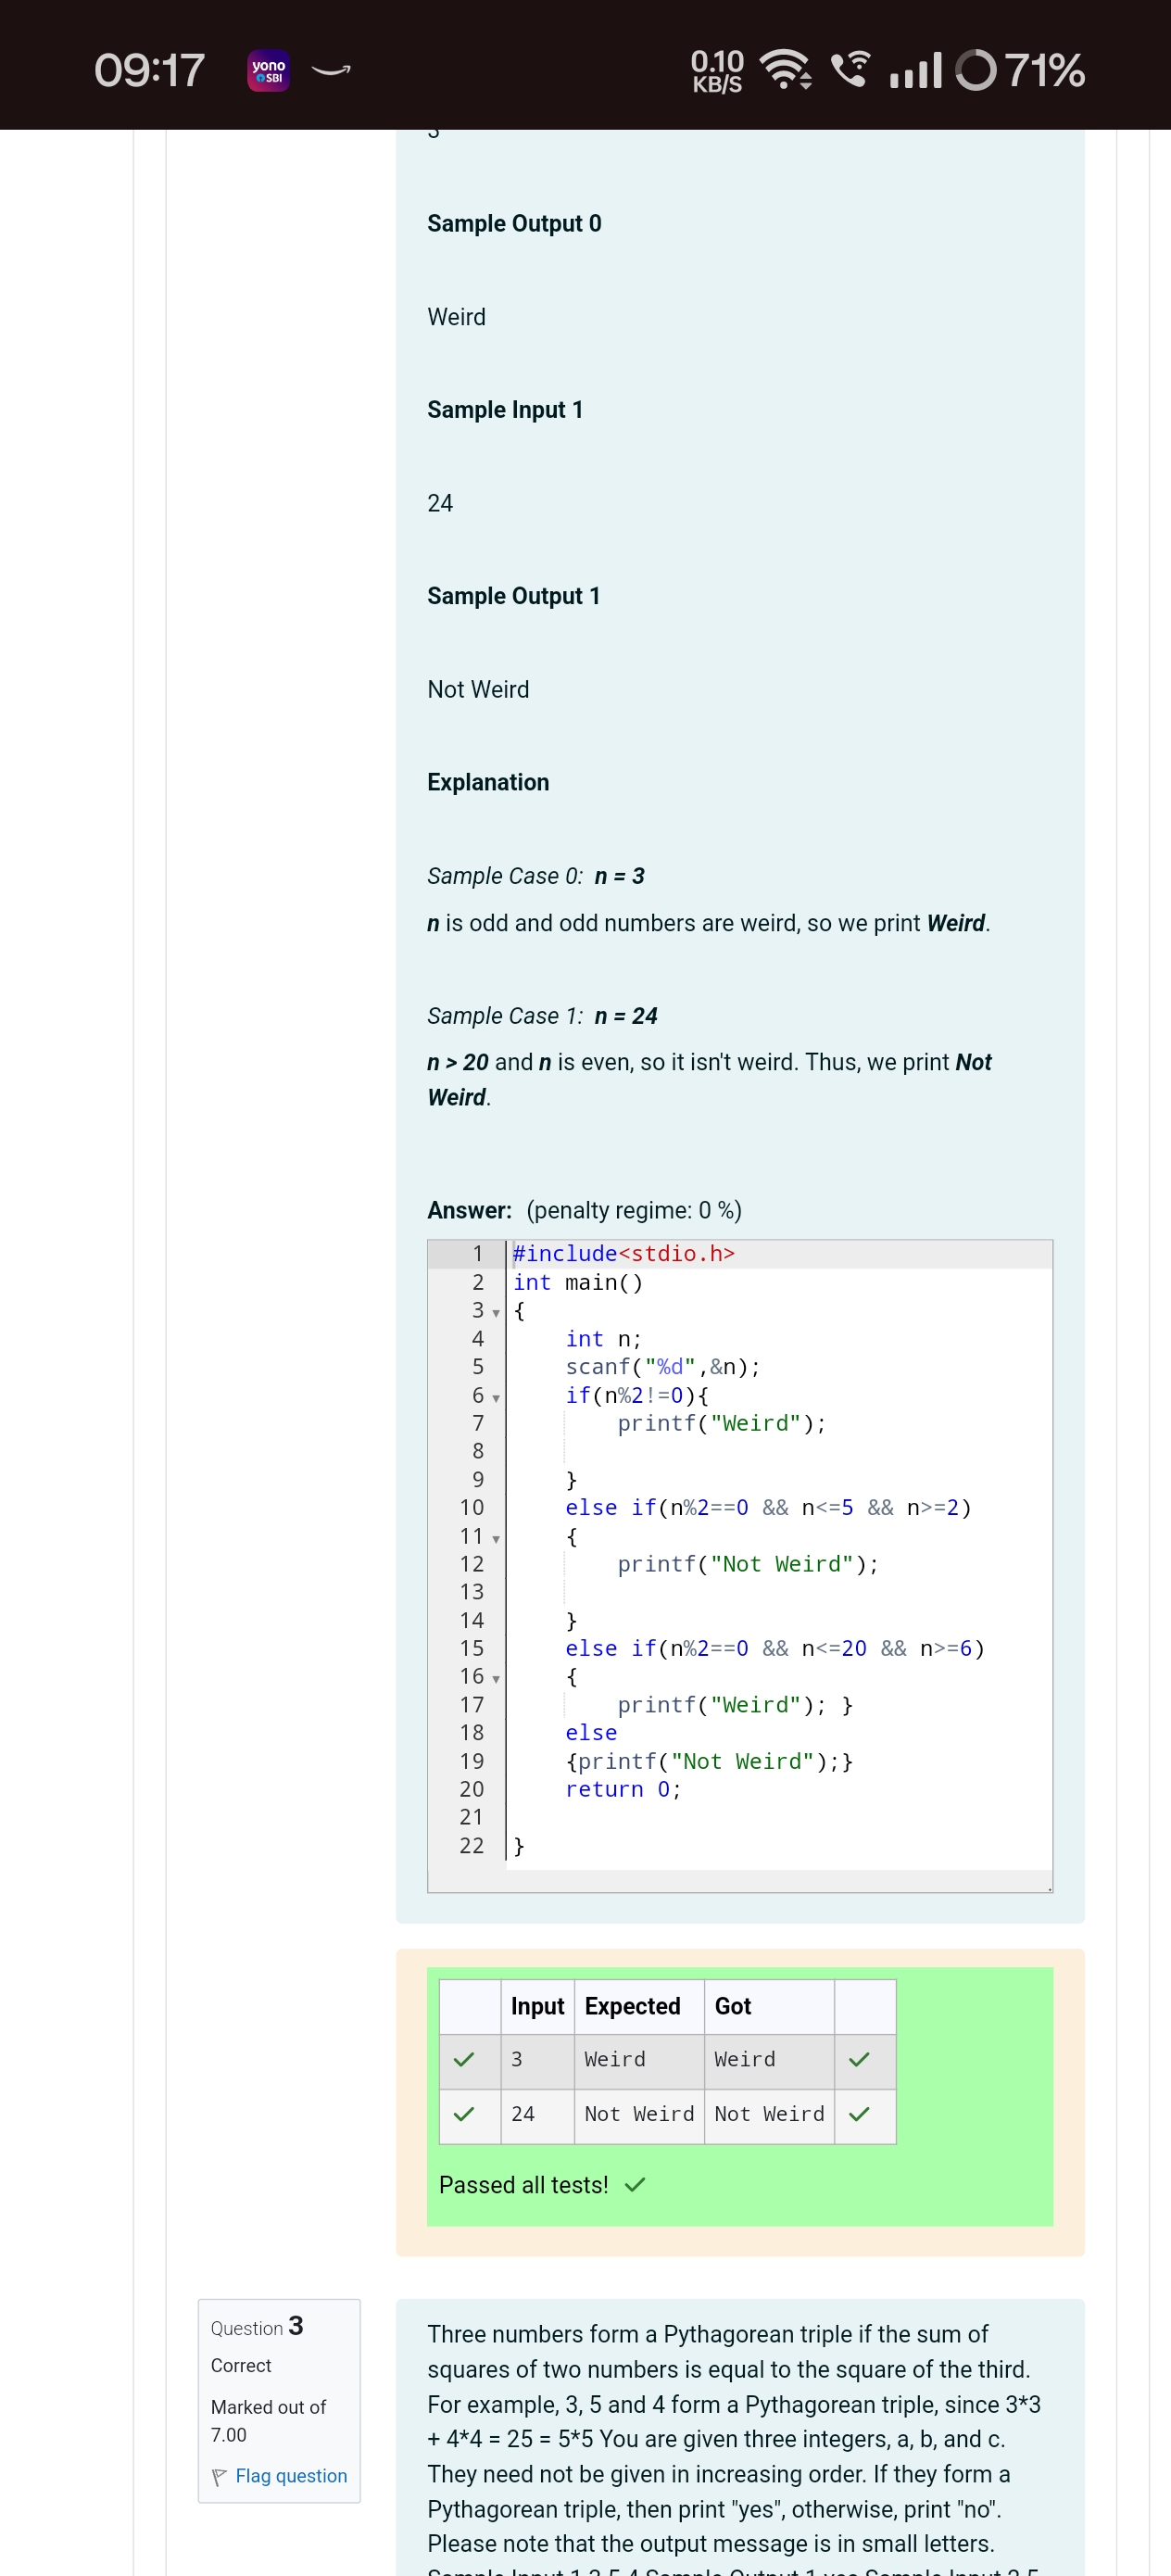 09:17
yono
SBI
0.10
KB/S
71%
Sample Output 0
Weird
Sample Input 1
24
Sample Output 1
Not Weird
Explanation
Sample Case 0: n = 3
n is odd and odd numbers are weird, so we print Weird.
Sample Case 1: n = 24
n > 20 and n is even, so it isn't weird. Thus, we print Not
Weird.
Answer: (penalty regime: 0 %)
1 #include<stdio.h>
2 int main()
3 {
4     int n;
5     scanf("%d",&n);
6     if(n%2!=0){
7         printf("Weird");
8
9     }
10     else if(n%2==0 && n<=5 && n>=2)
11     {
12         printf("Not Weird");
13
14     }
15     else if(n%2==0 && n<=20 && n>=6)
16     {
17         printf("Weird"); }
18     else
19     {printf("Not Weird");}
20     return 0;
21
22 }
Input Expected Got
3 Weird Weird
24 Not Weird Not Weird
Passed all tests!
Question 3
Correct
Marked out of
7.00
Flag question
Three numbers form a Pythagorean triple if the sum of
squares of two numbers is equal to the square of the third.
For example, 3, 5 and 4 form a Pythagorean triple, since 3*3
+ 4*4 = 25 = 5*5 You are given three integers, a, b, and c.
They need not be given in increasing order. If they form a
Pythagorean triple, then print "yes", otherwise, print "no".
Please note that the output message is in small letters.